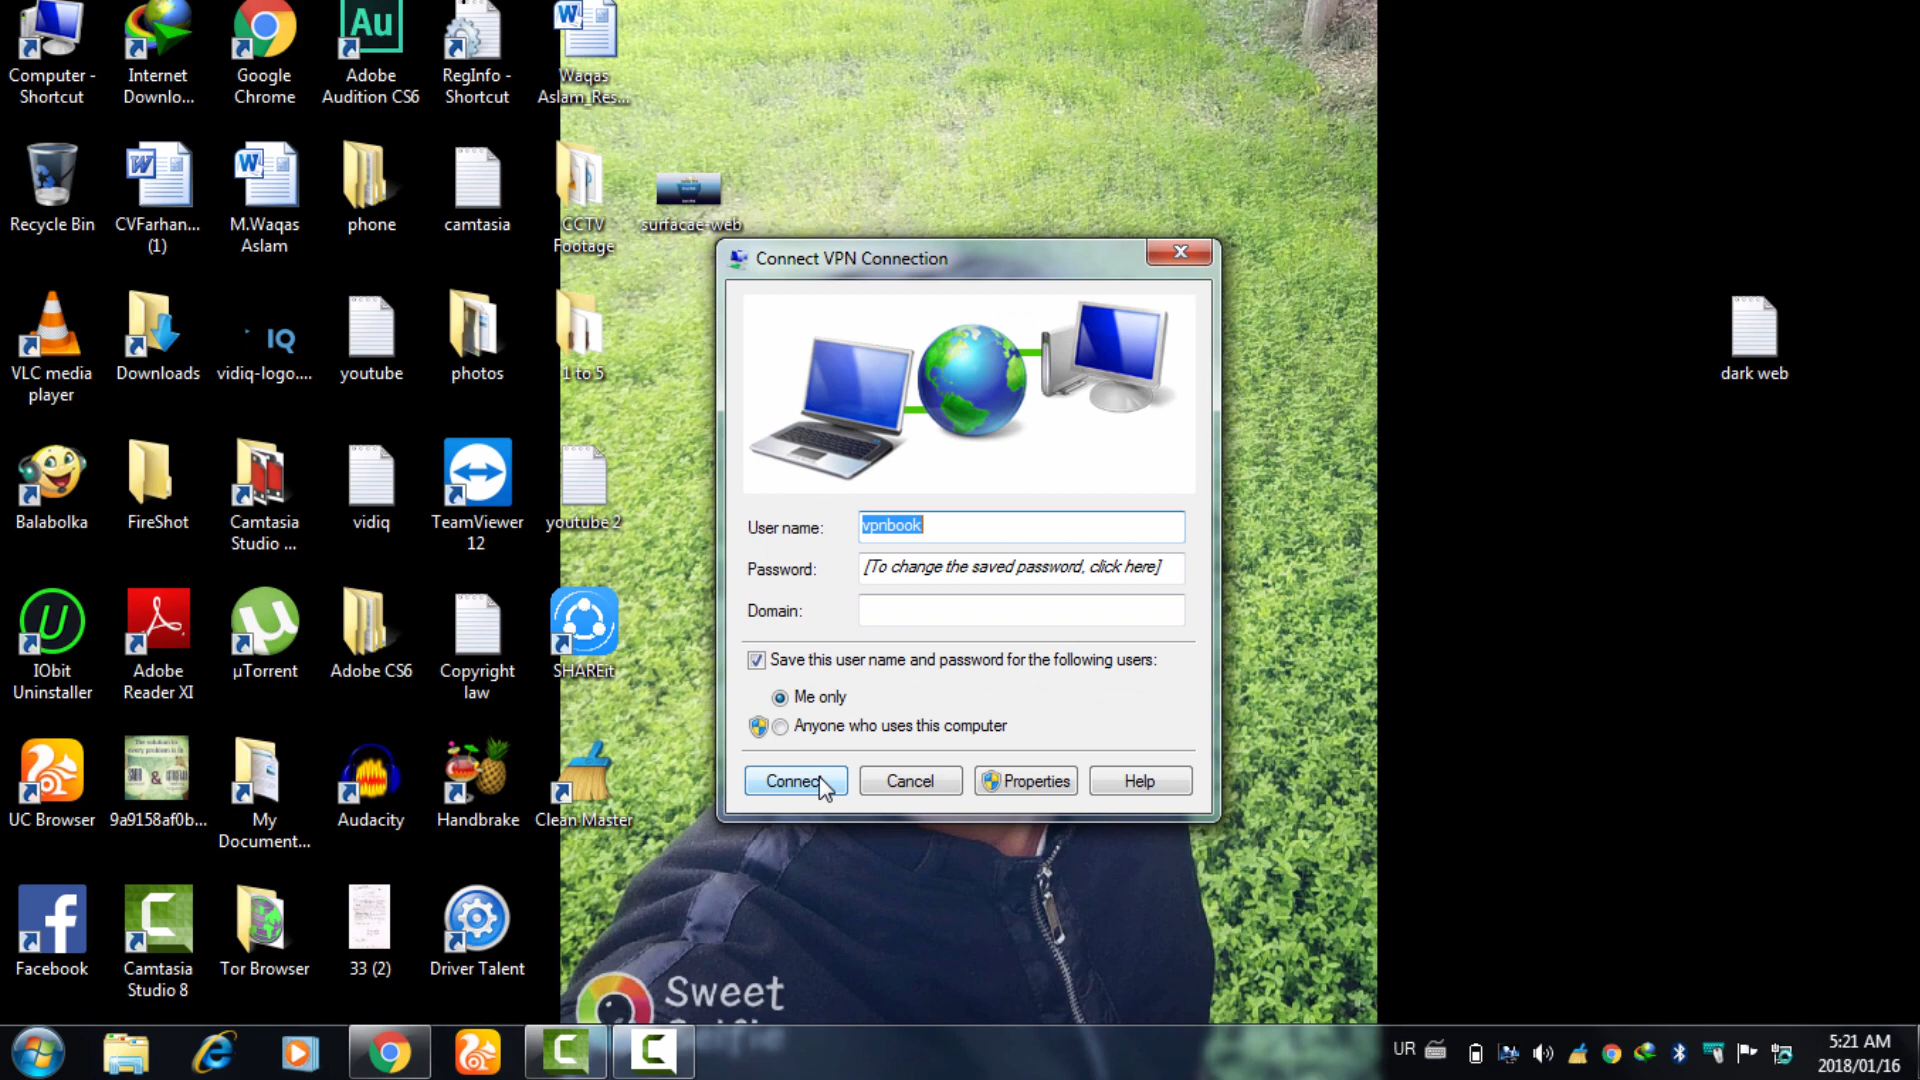 Computer -
Shortcut
Internet
Downlo...
Google
Chrome
Au
Adobe
Audition CS6
RegInfo -
Shortcut
Waqas
Aslam_Res...
Recycle Bin
CVFarhan...
(1)
M.Waqas
Aslam
phone
camtasia
CCTV
Footage
surfacae-web
VLC media
player
Downloads
IQ
vidiq-logo....
youtube
photos
1 to 5
dark web
Balabolka
FireShot
Camtasia
Studio ...
vidiq
TeamViewer
12
youtube 2
IObit
Uninstaller
Adobe
Reader XI
µTorrent
Adobe CS6
Copyright
law
SHAREit
UC Browser
9a9158af0b...
My
Document...
Audacity
Handbrake
Clean Master
Facebook
Camtasia
Studio 8
Tor Browser
33 (2)
Driver Talent
Connect VPN Connection
User name:
vpnbook
Password:
[To change the saved password, click here]
Domain:
Save this user name and password for the following users:
Me only
Anyone who uses this computer
Connect
Cancel
Properties
Help
Sweet
UR
5:21 AM
2018/01/16